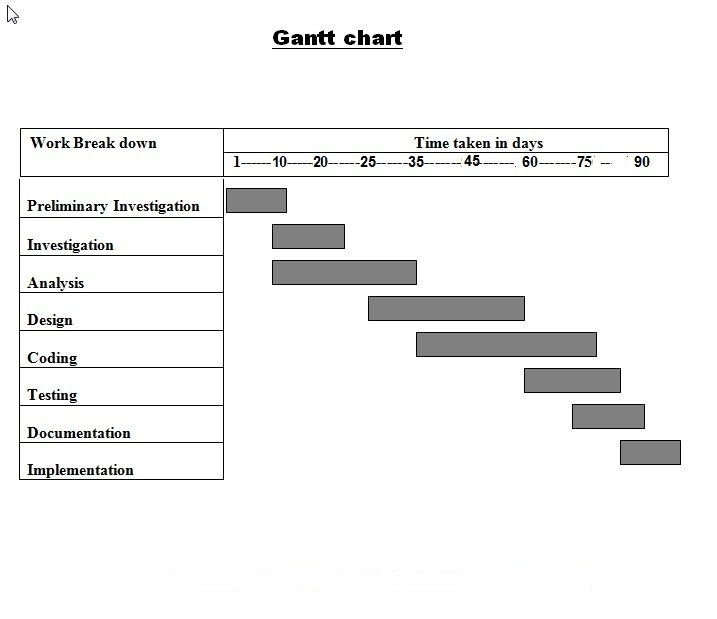 Gantt chart
Work Break down
Time taken in days
1------10-----20------25------35------- 45------- 60-------75 -- 90
Preliminary Investigation
Investigation
Analysis
Design
Coding
Testing
Documentation
Implementation